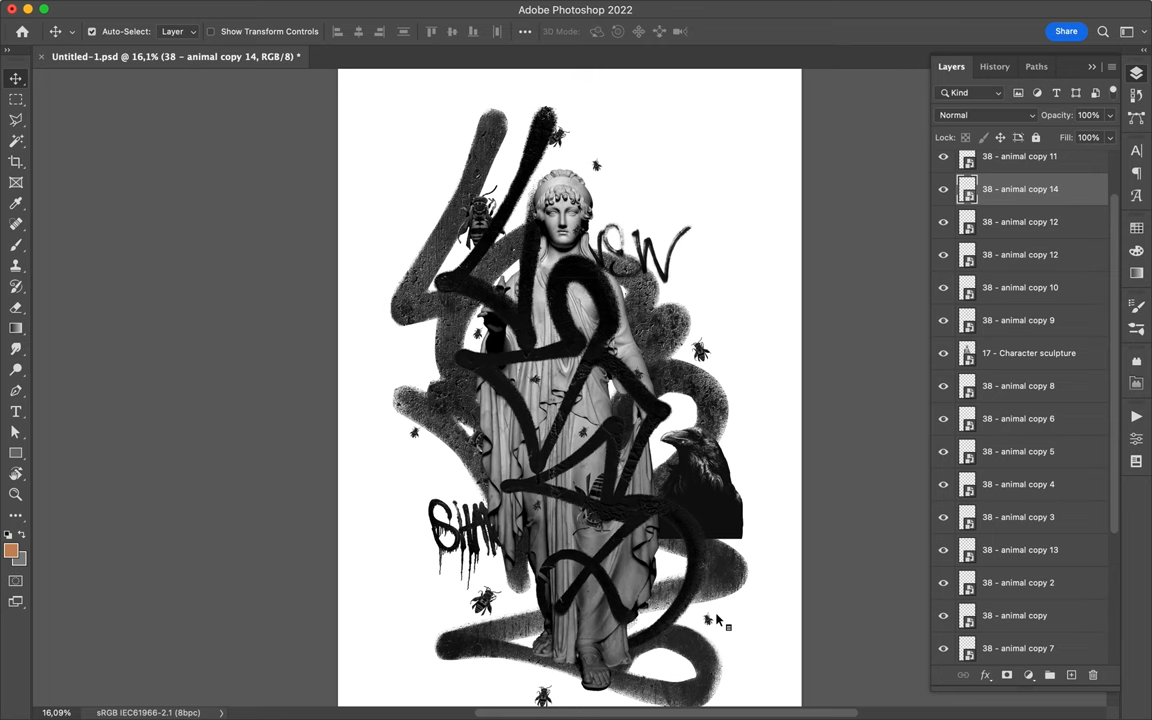 Adobe Photoshop 2022
Auto-Select: Layer Show Transform Controls 3D Mode: Share
Untitled-1.psd @ 16,1% (38 - animal copy 14, RGB/8) *
Layers History Paths
Kind
Normal Opacity: 100%
Lock: Fill: 100%
38 - animal copy 11
38 - animal copy 14
38 - animal copy 12
38 - animal copy 12
38 - animal copy 10
38 - animal copy 9
17 - Character sculpture
38 - animal copy 8
38 - animal copy 6
38 - animal copy 5
38 - animal copy 4
38 - animal copy 3
38 - animal copy 13
38 - animal copy 2
38 - animal copy
38 - animal copy 7
16,09% sRGB IEC61966-2.1 (8bpc)